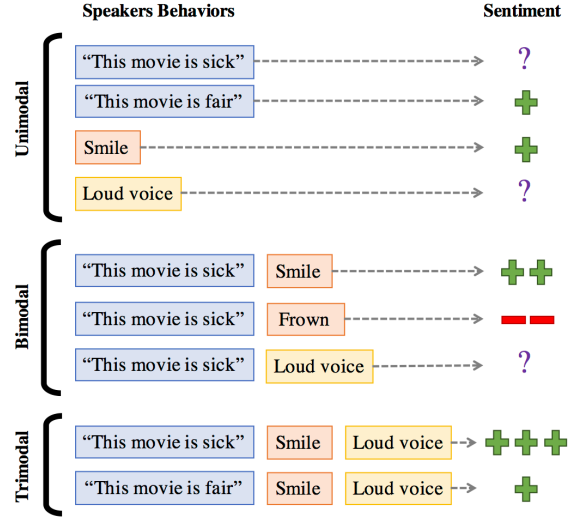 Speakers Behaviors Sentiment
Unimodal
“This movie is sick” ?
“This movie is fair”
Smile
Loud voice ?
Bimodal
“This movie is sick” Smile
“This movie is sick” Frown
“This movie is sick” Loud voice ?
Trimodal
“This movie is sick” Smile Loud voice
“This movie is fair” Smile Loud voice